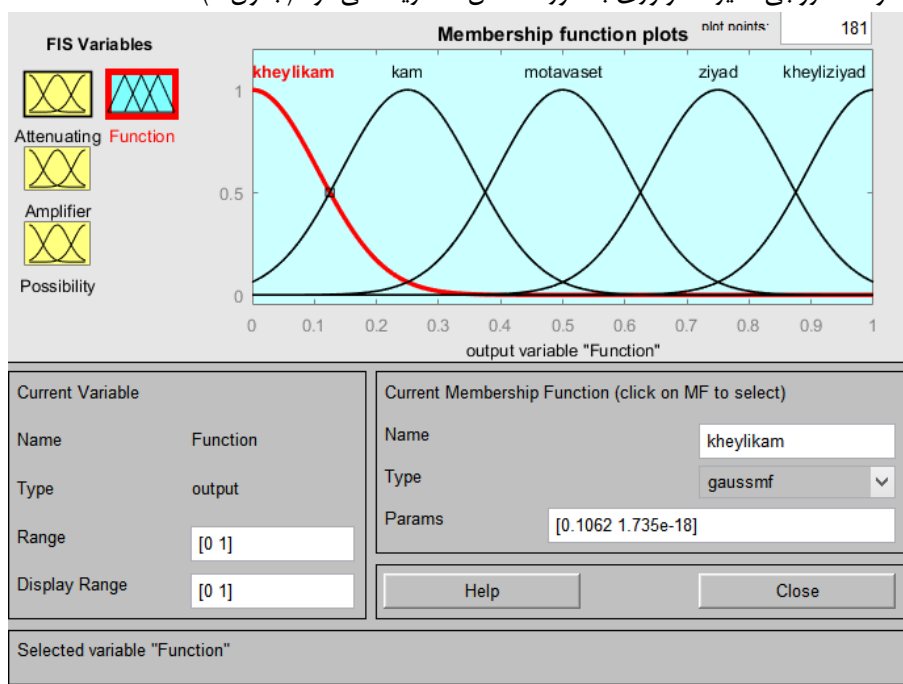 FIS Variables
Membership function plots
plot points:
181
kheylikam kam motavaset ziyad kheyliziyad
1
0.5
0
0 0.1 0.2 0.3 0.4 0.5 0.6 0.7 0.8 0.9 1
output variable "Function"
Attenuating Function
Amplifier
Possibility
Current Variable
Name Function
Type output
Range [0 1]
Display Range [0 1]
Current Membership Function (click on MF to select)
Name kheylikam
Type gaussmf
Params [0.1062 1.735e-18]
Help Close
Selected variable "Function"